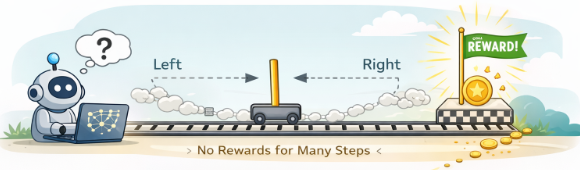 ?
Left
Right
REWARD!
> No Rewards for Many Steps <